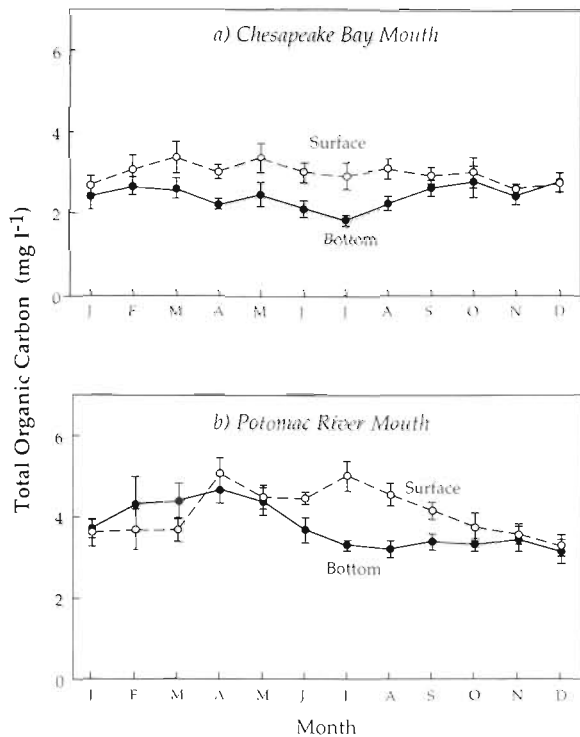 a) Chesapeake Bay Mouth
6
4
2
0
Surface
Bottom
J F M A M J J A S O N D
Total Organic Carbon (mg l-1)
b) Potomac River Mouth
6
4
2
0
Surface
Bottom
J F M A M J J A S O N D
Month